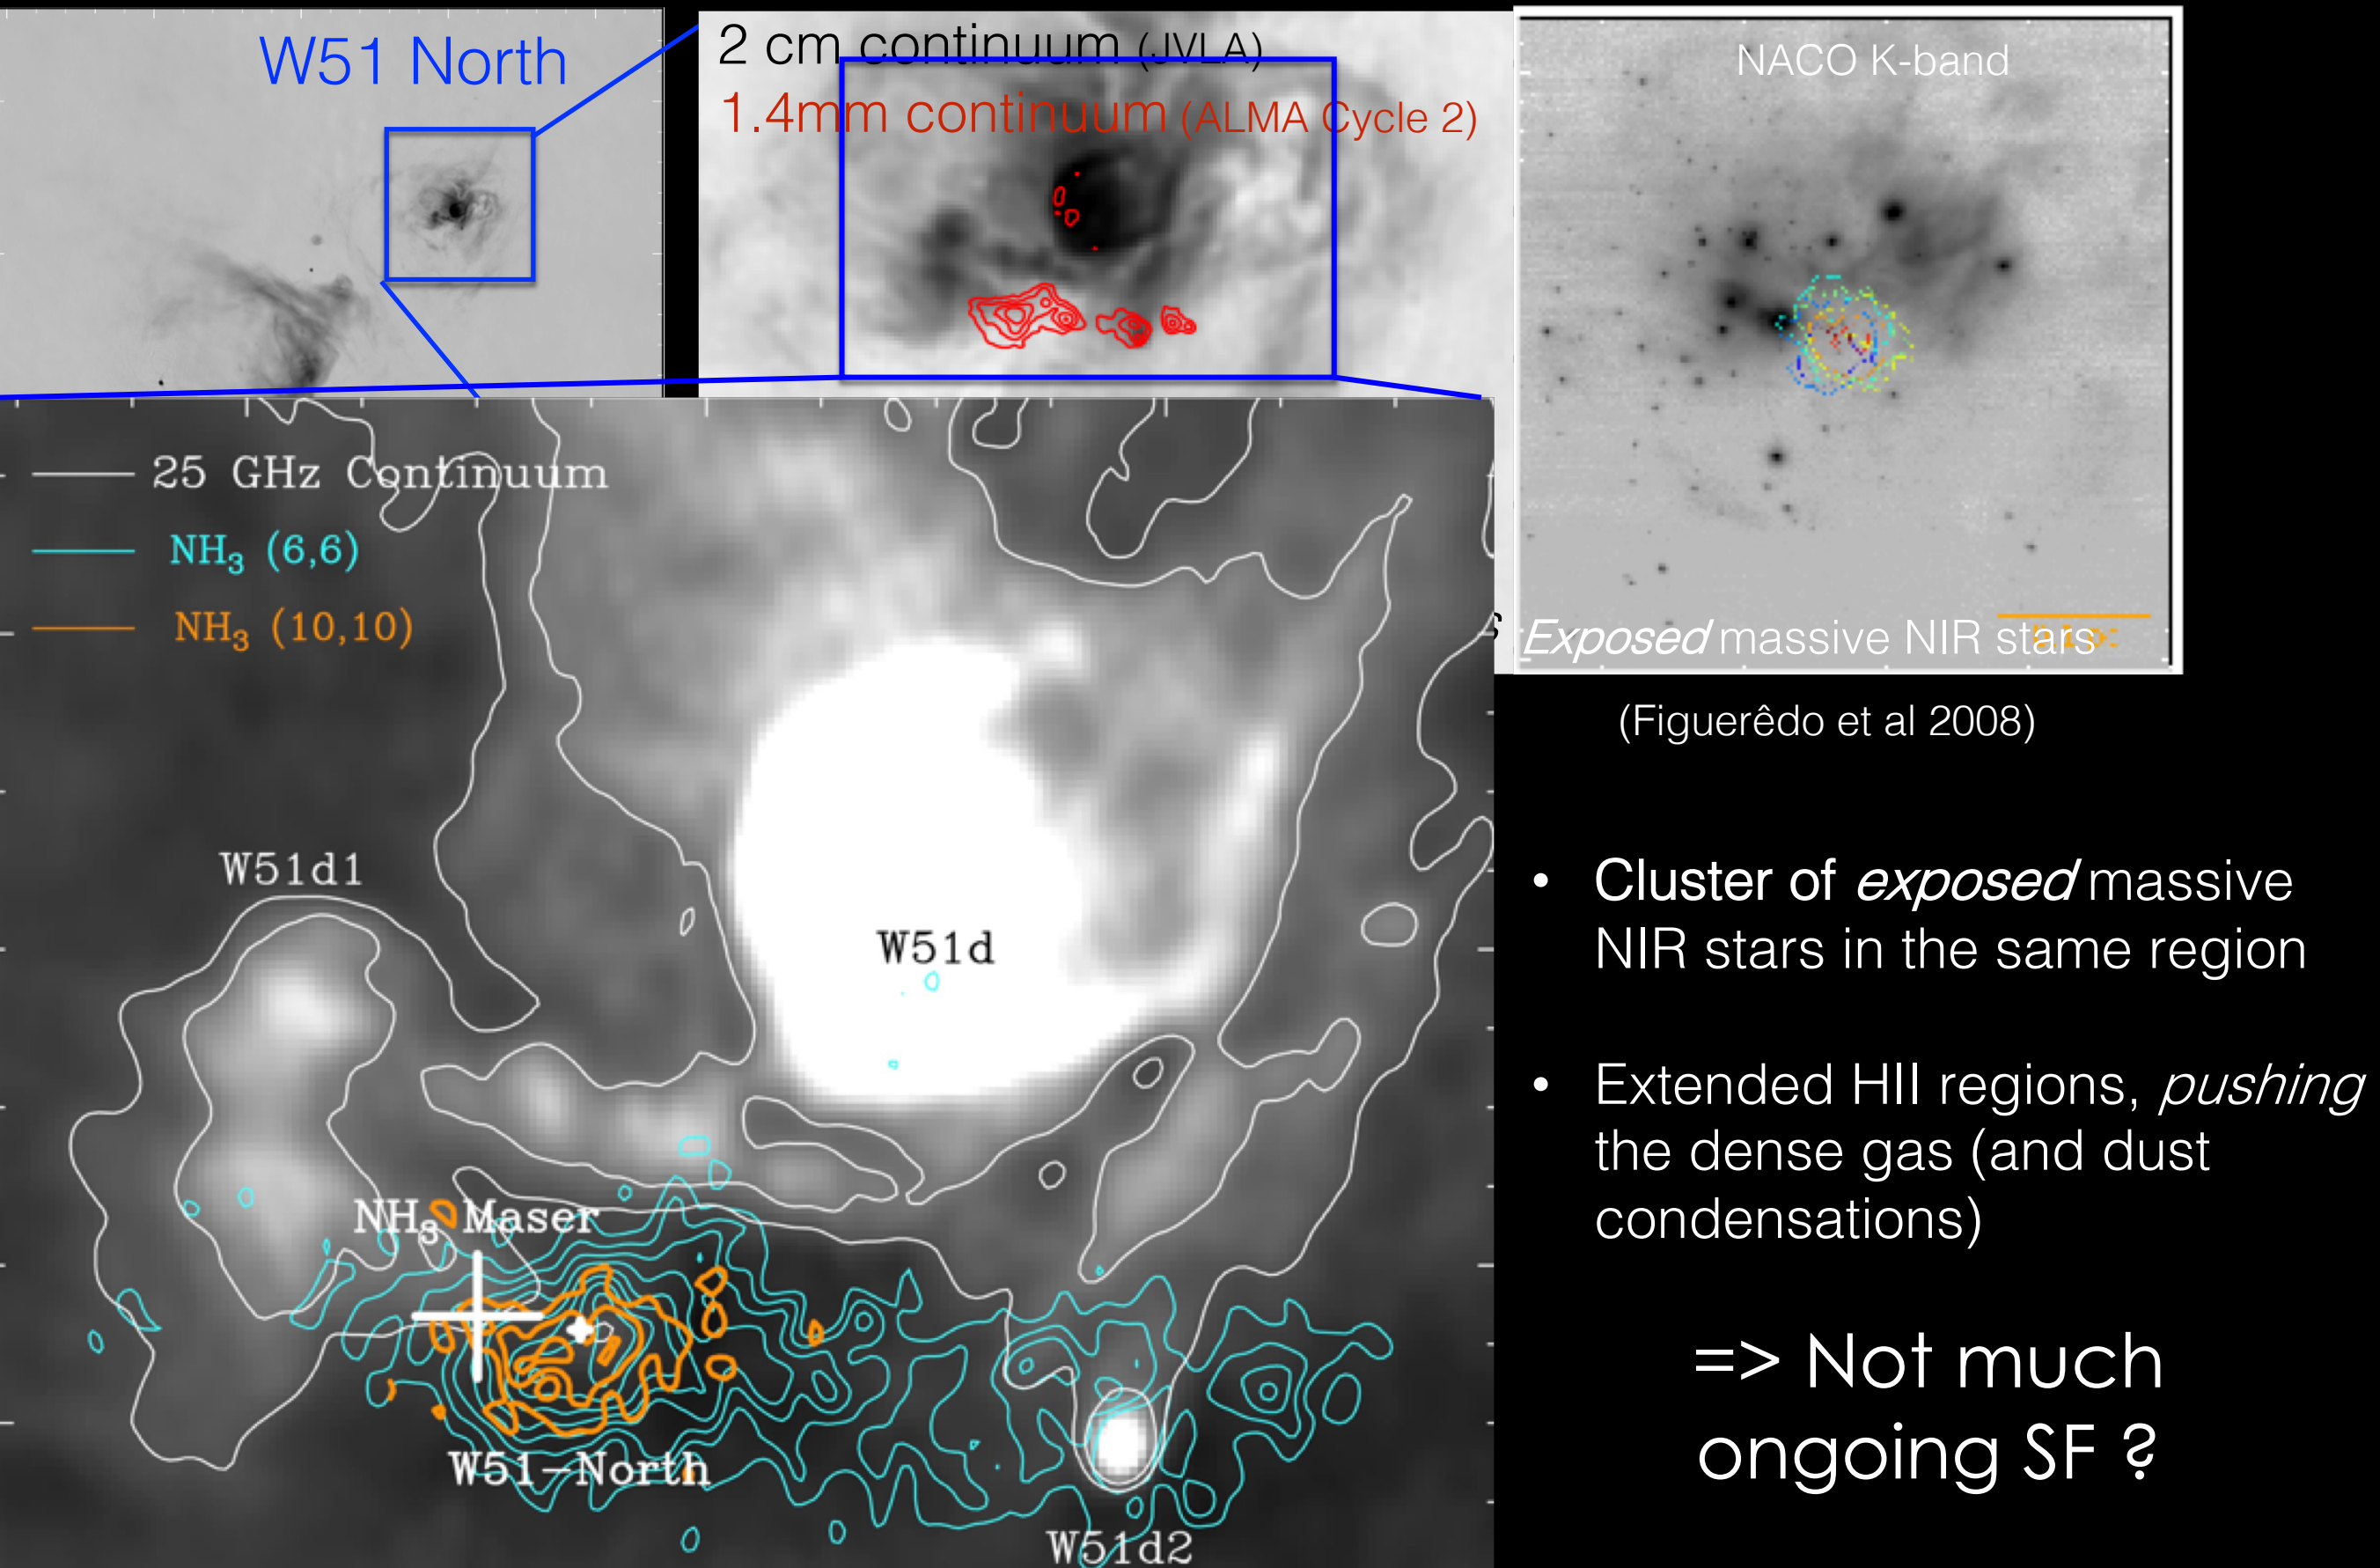 W51 North
2 cm continuum (JVLA)
1.4mm continuum (ALMA Cycle 2)
NACO K-band
Exposed massive NIR stars
(Figuerêdo et al 2008)
25 GHz Continuum
NH₃ (6,6)
NH₃ (10,10)
W51d1
W51d
NH₃ Maser
W51-North
W51d2
• Cluster of exposed massive
NIR stars in the same region
• Extended HII regions, pushing
the dense gas (and dust
condensations)
=> Not much
ongoing SF ?